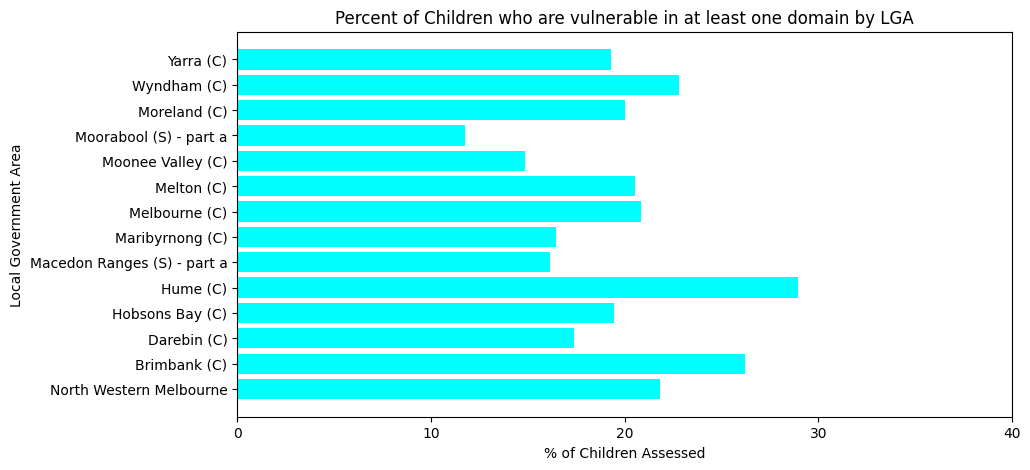 Percent of Children who are vulnerable in at least one domain by LGA
Local Government Area
Yarra (C)
Wyndham (C)
Moreland (C)
Moorabool (S) - part a
Moonee Valley (C)
Melton (C)
Melbourne (C)
Maribyrnong (C)
Macedon Ranges (S) - part a
Hume (C)
Hobsons Bay (C)
Darebin (C)
Brimbank (C)
North Western Melbourne
0 10 20 30 40
% of Children Assessed